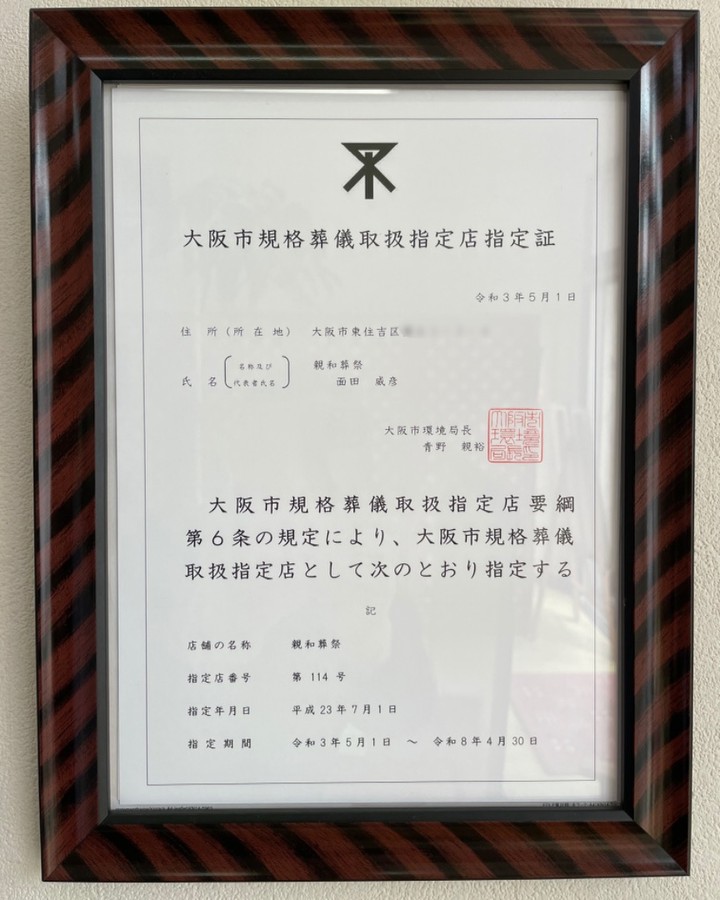 大阪市規格葬儀取扱指定店指定証
令和3年5月1日
住 所(所 在 地) 大阪市東住吉区
氏 名(名称及び代表者氏名) 親和葬祭
面田 威彦
大阪市環境局長
青野 親裕
大阪市規格葬儀取扱指定店要綱
第6条の規定により、大阪市規格葬儀
取扱指定店として次のとおり指定する
記
店舗の名称 親和葬祭
指定店番号 第 114 号
指定年月日 平成23年7月1日
指定期間 令和3年5月1日 ～ 令和8年4月30日